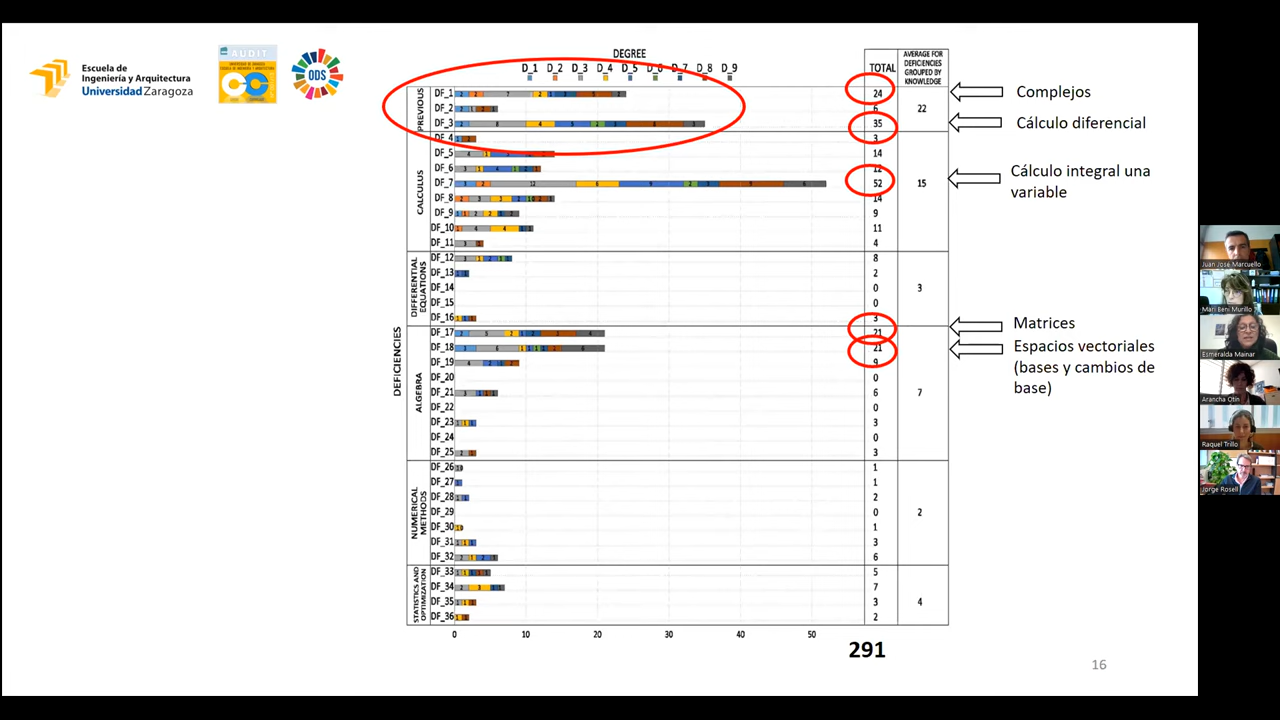 Escuela de
Ingeniería y Arquitectura
Universidad Zaragoza
AUDIT
ODS
DEGREE
D_1 D_2 D_3 D_4 D_5 D_6 D_7 D_8 D_9
TOTAL
AVERAGE FOR
DEFICIENCIES
GROUPED BY
KNOWLEDGE
DEFICIENCIES
PREVIOUS
DF_1 24
DF_2 6
DF_3 35
22
DF_4 3
CALCULUS
DF_5 14
DF_6 12
DF_7 52
15
DF_8 14
DF_9 9
DF_10 11
DF_11 4
DIFFERENTIAL
EQUATIONS
DF_12 8
DF_13 2
DF_14 0
3
DF_15 0
DF_16 3
ALGEBRA
DF_17 21
DF_18 21
DF_19 9
DF_20 0
DF_21 6
7
DF_22 0
DF_23 3
DF_24 0
DF_25 3
NUMERICAL
METHODS
DF_26 1
DF_27 1
DF_28 2
DF_29 0
2
DF_30 1
DF_31 3
DF_32 6
STATISTICS AND
OPTIMIZATION
DF_33 5
DF_34 7
DF_35 3
4
DF_36 2
0 10 20 30 40 50
291
Complejos
Cálculo diferencial
Cálculo integral una
variable
Matrices
Espacios vectoriales
(bases y cambios de
base)
16
Juan José Marcuello
Mari Eeni Murillo
Esmeralda Mainar
Arancha Otin
Raquel Trillo
Jorge Rosell